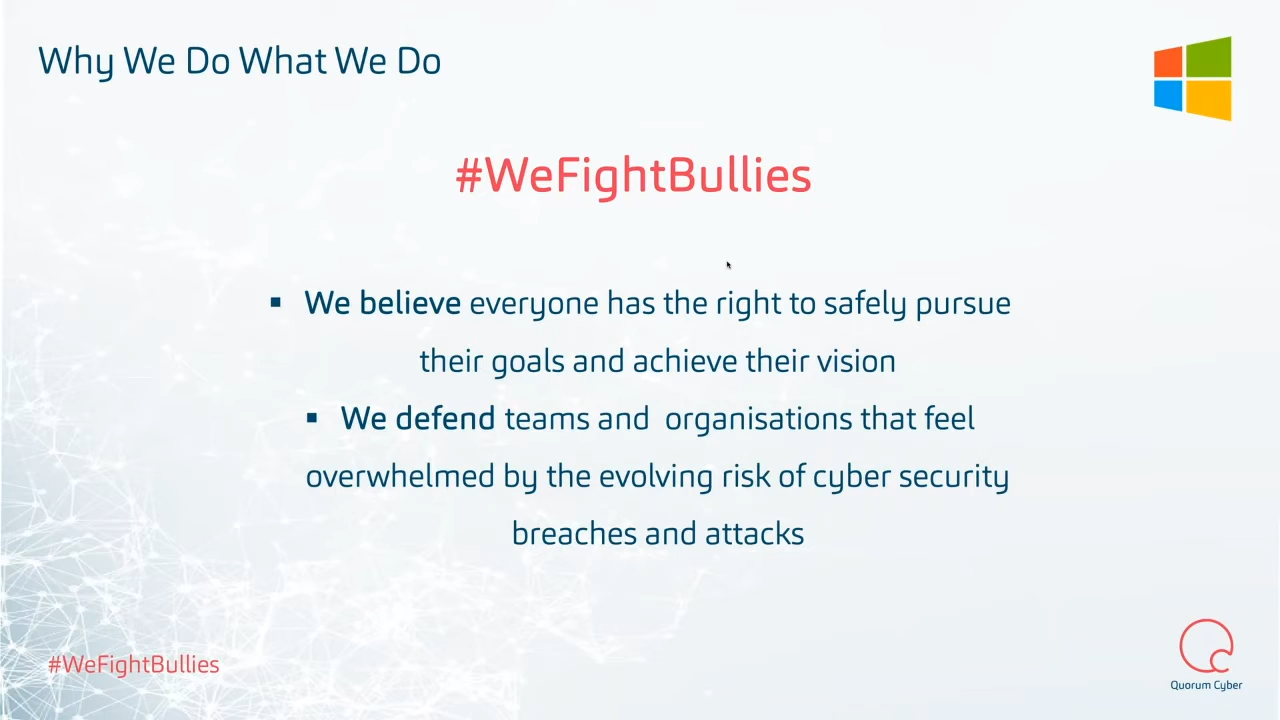 Why We Do What We Do
#WeFightBullies
▪ We believe everyone has the right to safely pursue
their goals and achieve their vision
▪ We defend teams and organisations that feel
overwhelmed by the evolving risk of cyber security
breaches and attacks
#WeFightBullies
Quorum Cyber